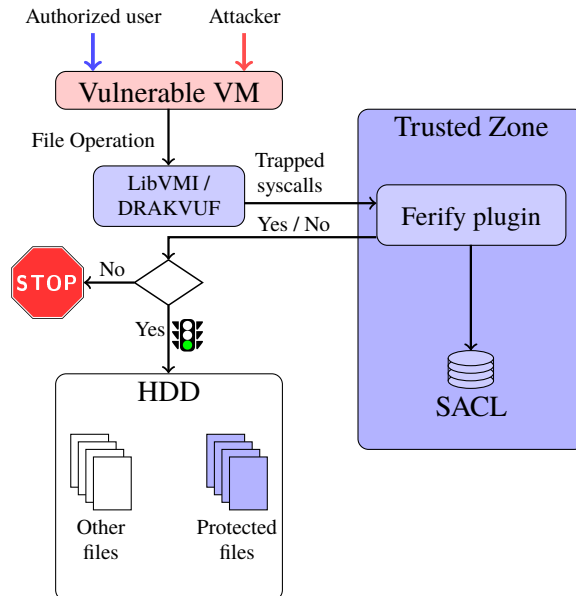 Authorized user
Attacker
Vulnerable VM
File Operation
Trusted Zone
LibVMI /
DRAKVUF
Trapped
syscalls
Ferify plugin
Yes / No
STOP
No
Yes
HDD
SACL
Other
files
Protected
files